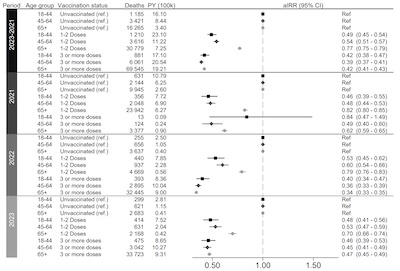 Period Age group Vaccination status Deaths PY (100k) aIRR (95% CI)
2023-2021
18-44 Unvaccinated (ref.) 1 185 16.10 Ref
45-64 Unvaccinated (ref.) 3 421 8.44 Ref
65+ Unvaccinated (ref.) 16 265 3.40 Ref
18-44 1-2 Doses 1 210 23.10 0.49 (0.45 - 0.54)
45-64 1-2 Doses 3 616 11.22 0.54 (0.51 - 0.57)
65+ 1-2 Doses 30 779 7.25 0.77 (0.75 - 0.79)
18-44 3 or more doses 881 17.10 0.42 (0.38 - 0.47)
45-64 3 or more doses 6 061 20.54 0.39 (0.37 - 0.41)
65+ 3 or more doses 69 545 19.21 0.42 (0.41 - 0.43)
2021
18-44 Unvaccinated (ref.) 631 10.79 Ref
45-64 Unvaccinated (ref.) 2 144 6.25 Ref
65+ Unvaccinated (ref.) 9 945 2.60 Ref
18-44 1-2 Doses 356 7.72 0.46 (0.39 - 0.55)
45-64 1-2 Doses 2 048 6.90 0.48 (0.44 - 0.53)
65+ 1-2 Doses 23 942 6.27 0.82 (0.80 - 0.85)
18-44 3 or more doses 13 0.09 0.84 (0.47 - 1.49)
45-64 3 or more doses 124 0.24 0.49 (0.40 - 0.60)
65+ 3 or more doses 3 377 0.90 0.62 (0.59 - 0.65)
2022
18-44 Unvaccinated (ref.) 255 2.50 Ref
45-64 Unvaccinated (ref.) 656 1.05 Ref
65+ Unvaccinated (ref.) 3 637 0.40 Ref
18-44 1-2 Doses 440 7.85 0.53 (0.45 - 0.62)
45-64 1-2 Doses 937 2.28 0.60 (0.54 - 0.66)
65+ 1-2 Doses 4 669 0.56 0.79 (0.76 - 0.83)
18-44 3 or more doses 393 8.36 0.40 (0.34 - 0.47)
45-64 3 or more doses 2 895 10.04 0.36 (0.33 - 0.39)
65+ 3 or more doses 32 445 9.00 0.34 (0.33 - 0.35)
2023
18-44 Unvaccinated (ref.) 299 2.81 Ref
45-64 Unvaccinated (ref.) 621 1.15 Ref
65+ Unvaccinated (ref.) 2 683 0.41 Ref
18-44 1-2 Doses 414 7.52 0.48 (0.41 - 0.56)
45-64 1-2 Doses 631 2.04 0.53 (0.47 - 0.59)
65+ 1-2 Doses 2 168 0.42 0.70 (0.66 - 0.74)
18-44 3 or more doses 475 8.65 0.46 (0.39 - 0.53)
45-64 3 or more doses 3 042 10.27 0.45 (0.41 - 0.49)
65+ 3 or more doses 33 723 9.31 0.47 (0.45 - 0.49)
0.50 1.00 1.50